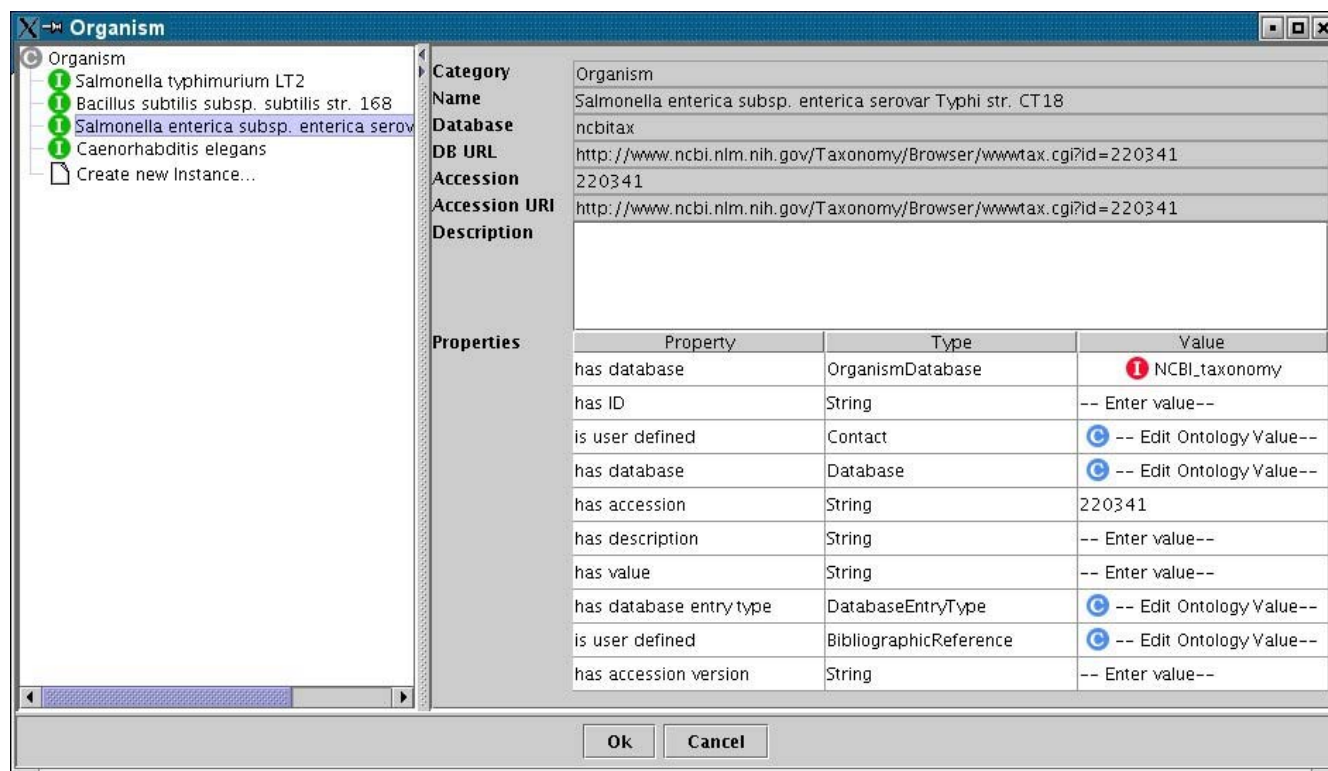 Organism
Organism
Salmonella typhimurium LT2
Bacillus subtilis subsp. subtilis str. 168
Salmonella enterica subsp. enterica serov
Caenorhabditis elegans
Create new Instance...
Category Organism
Name Salmonella enterica subsp. enterica serovar Typhi str. CT18
Database ncbitax
DB URL http://www.ncbi.nlm.nih.gov/Taxonomy/Browser/wwwtax.cgi?id=220341
Accession 220341
Accession URI http://www.ncbi.nlm.nih.gov/Taxonomy/Browser/wwwtax.cgi?id=220341
Description
Properties Property Type Value
has database OrganismDatabase I NCBI_taxonomy
has ID String -- Enter value--
is user defined Contact C -- Edit Ontology Value--
has database Database C -- Edit Ontology Value--
has accession String 220341
has description String -- Enter value--
has value String -- Enter value--
has database entry type DatabaseEntryType C -- Edit Ontology Value--
is user defined BibliographicReference C -- Edit Ontology Value--
has accession version String -- Enter value--
Ok Cancel